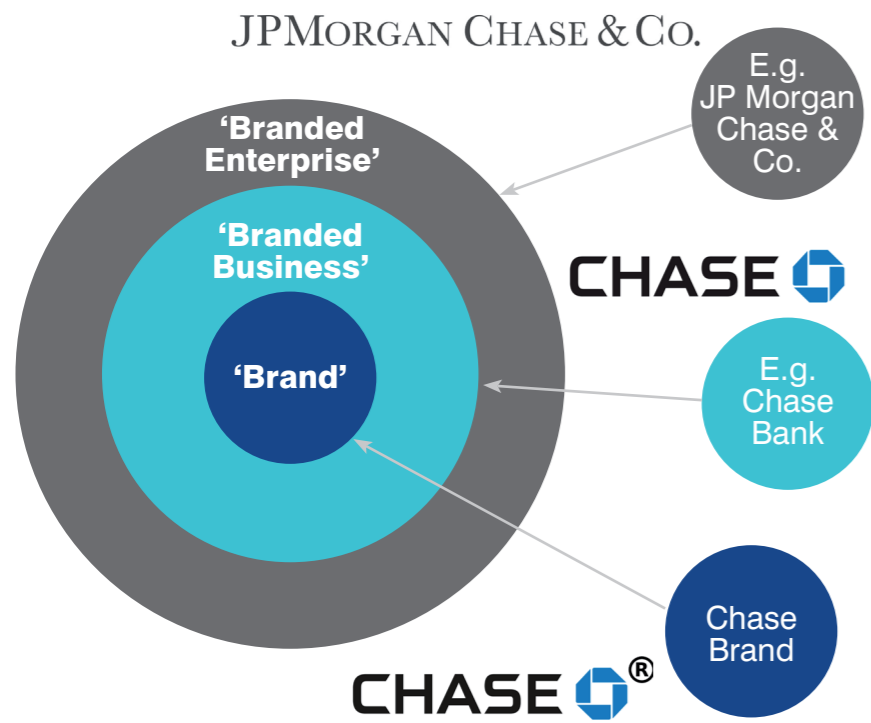 JPMORGAN CHASE & CO.
E.g.
JP Morgan
Chase &
Co.
‘Branded
Enterprise’
‘Branded
Business’
CHASE
‘Brand’
E.g.
Chase
Bank
Chase
Brand
CHASE ®